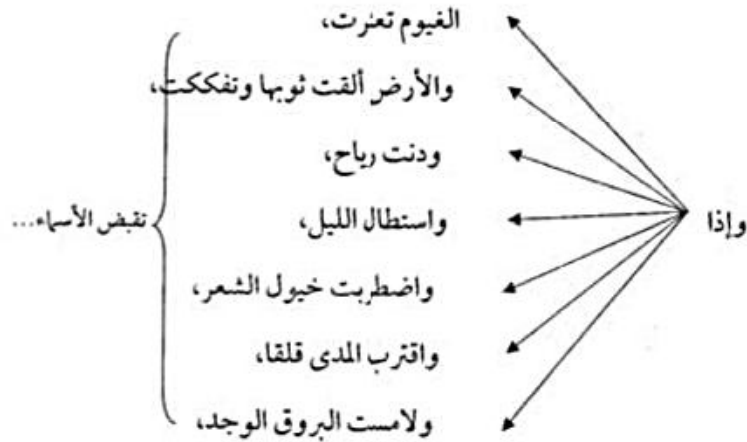 وإذا
الغيوم تعثرت،
والأرض ألقت ثوبها وتفككت،
ودنت رياح،
واستطال الليل،
واضطربت خيول الشعر،
واقترب المدى قلقا،
ولامست البروق الوجد،
تقبض الأسماء...